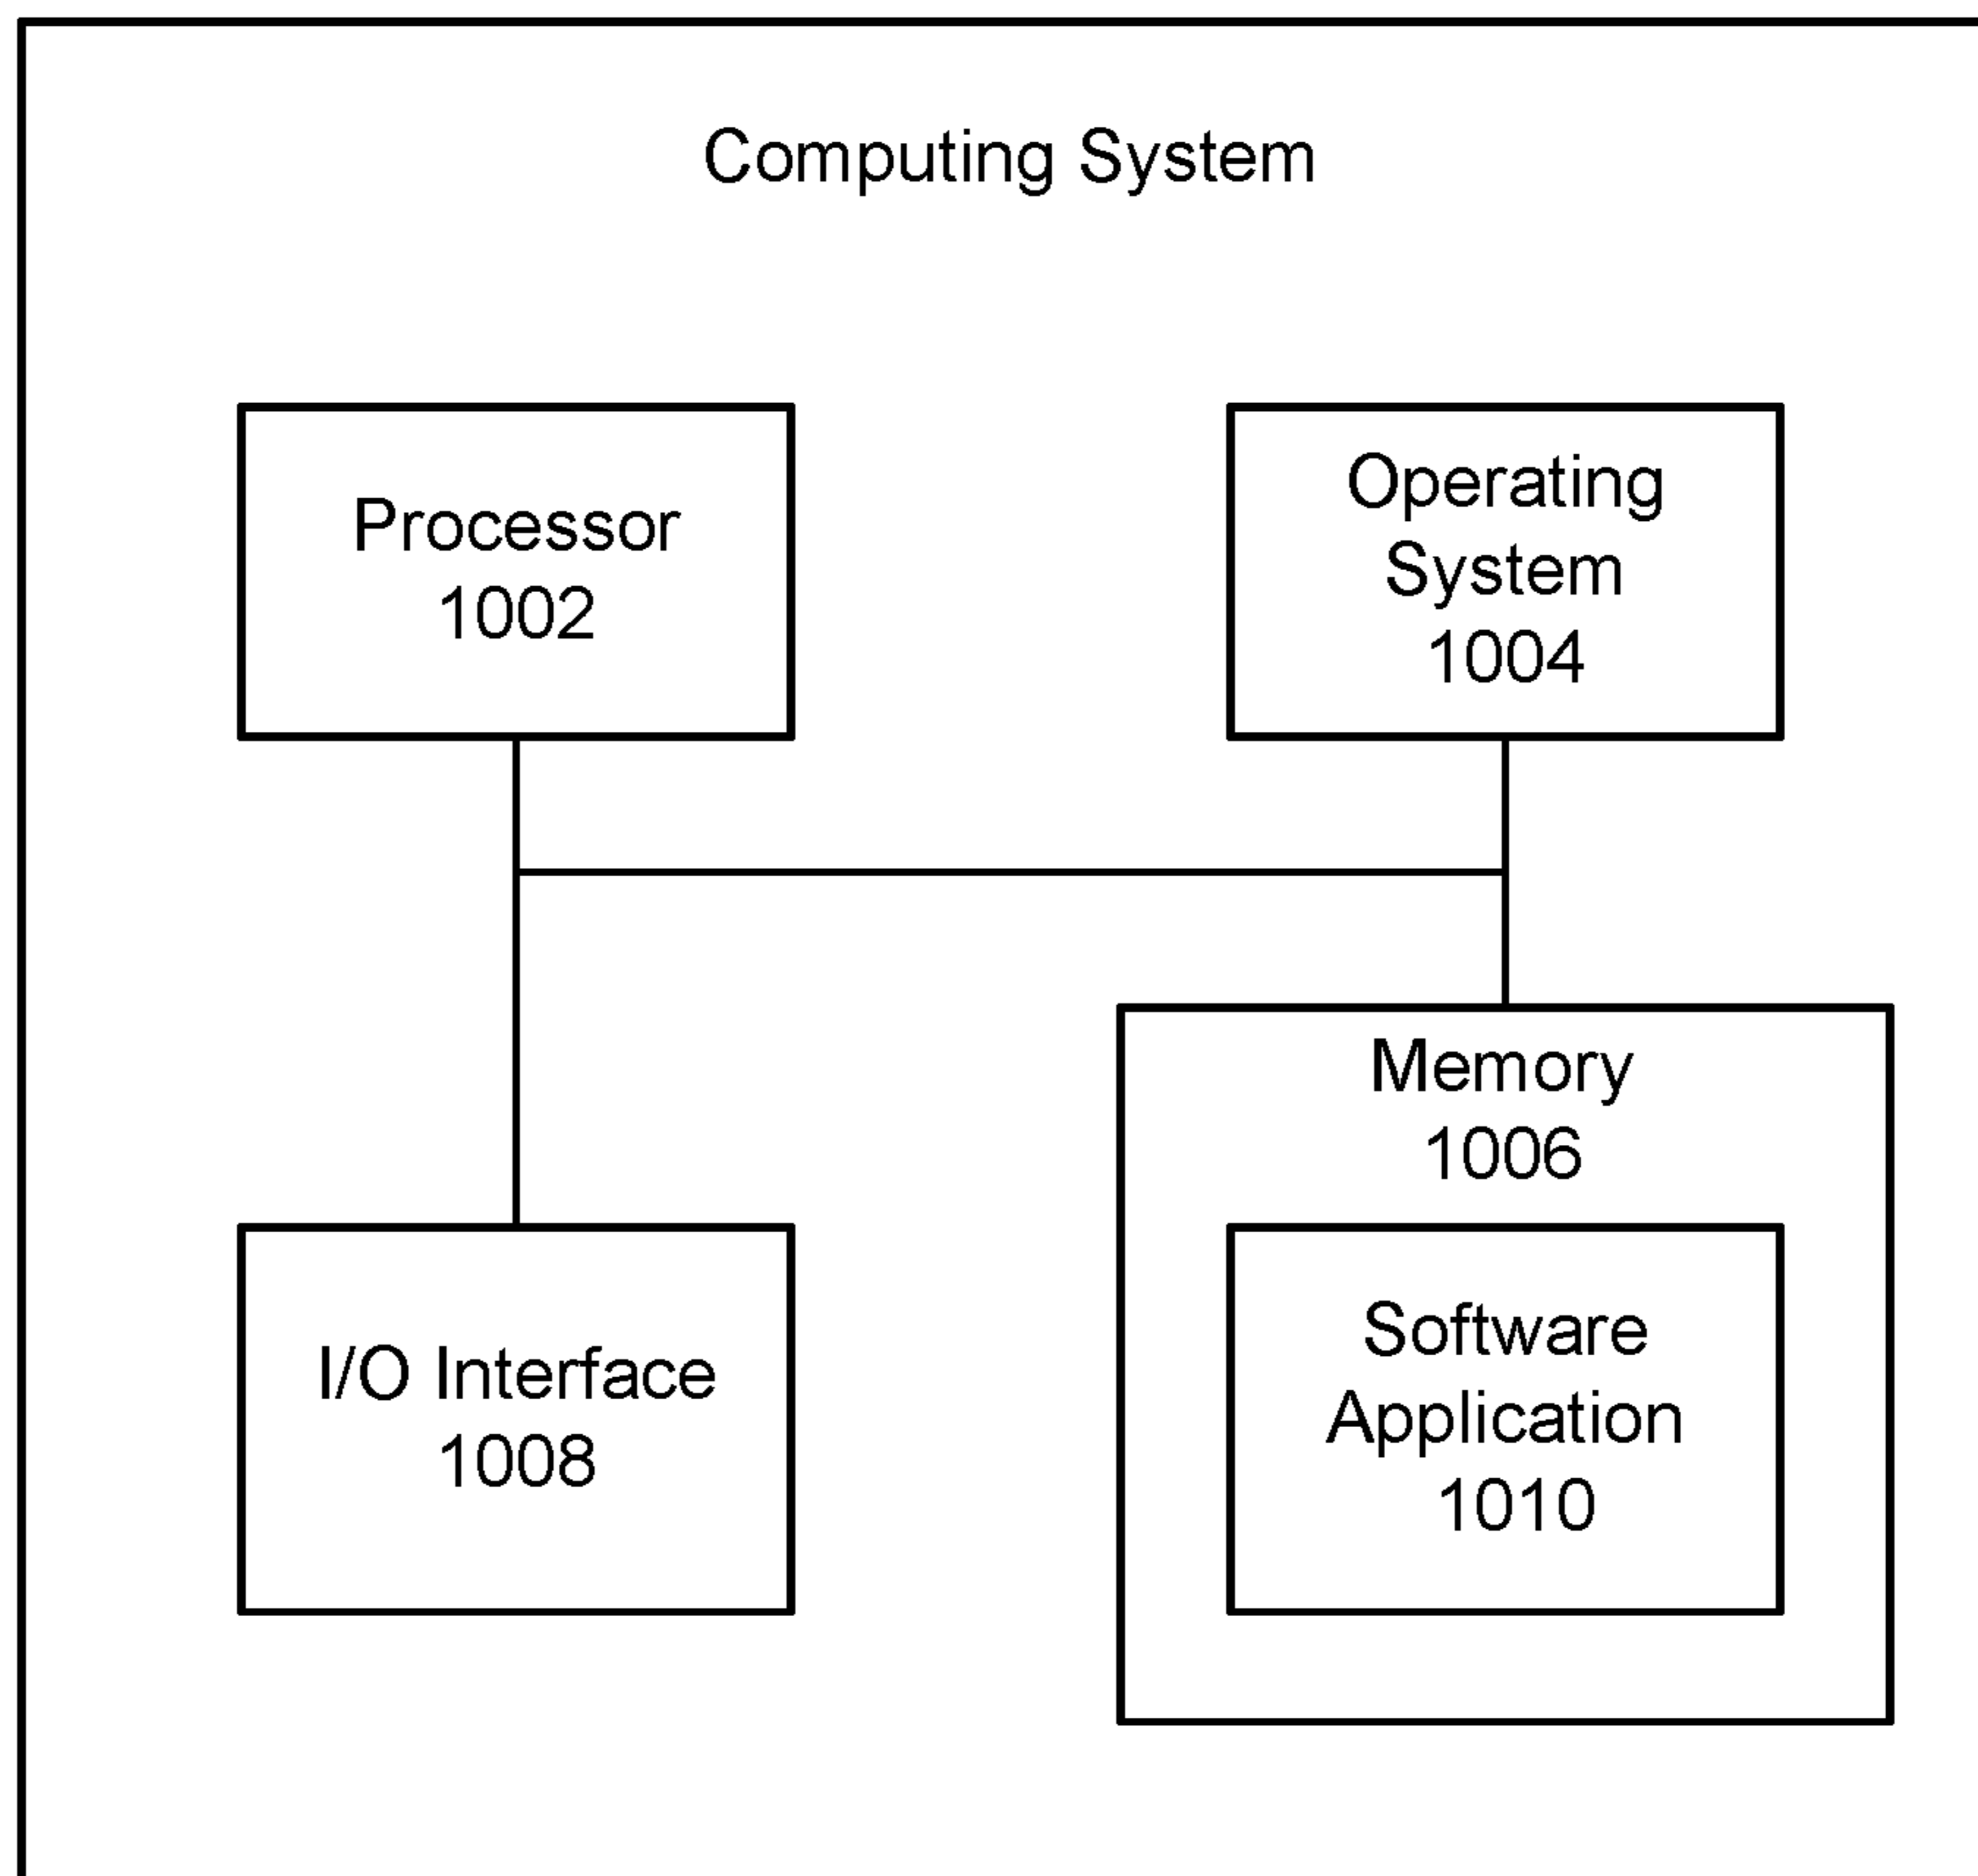 Computing System
Processor
1002
Operating
System
1004
Memory
1006
I/O Interface
1008
Software
Application
1010